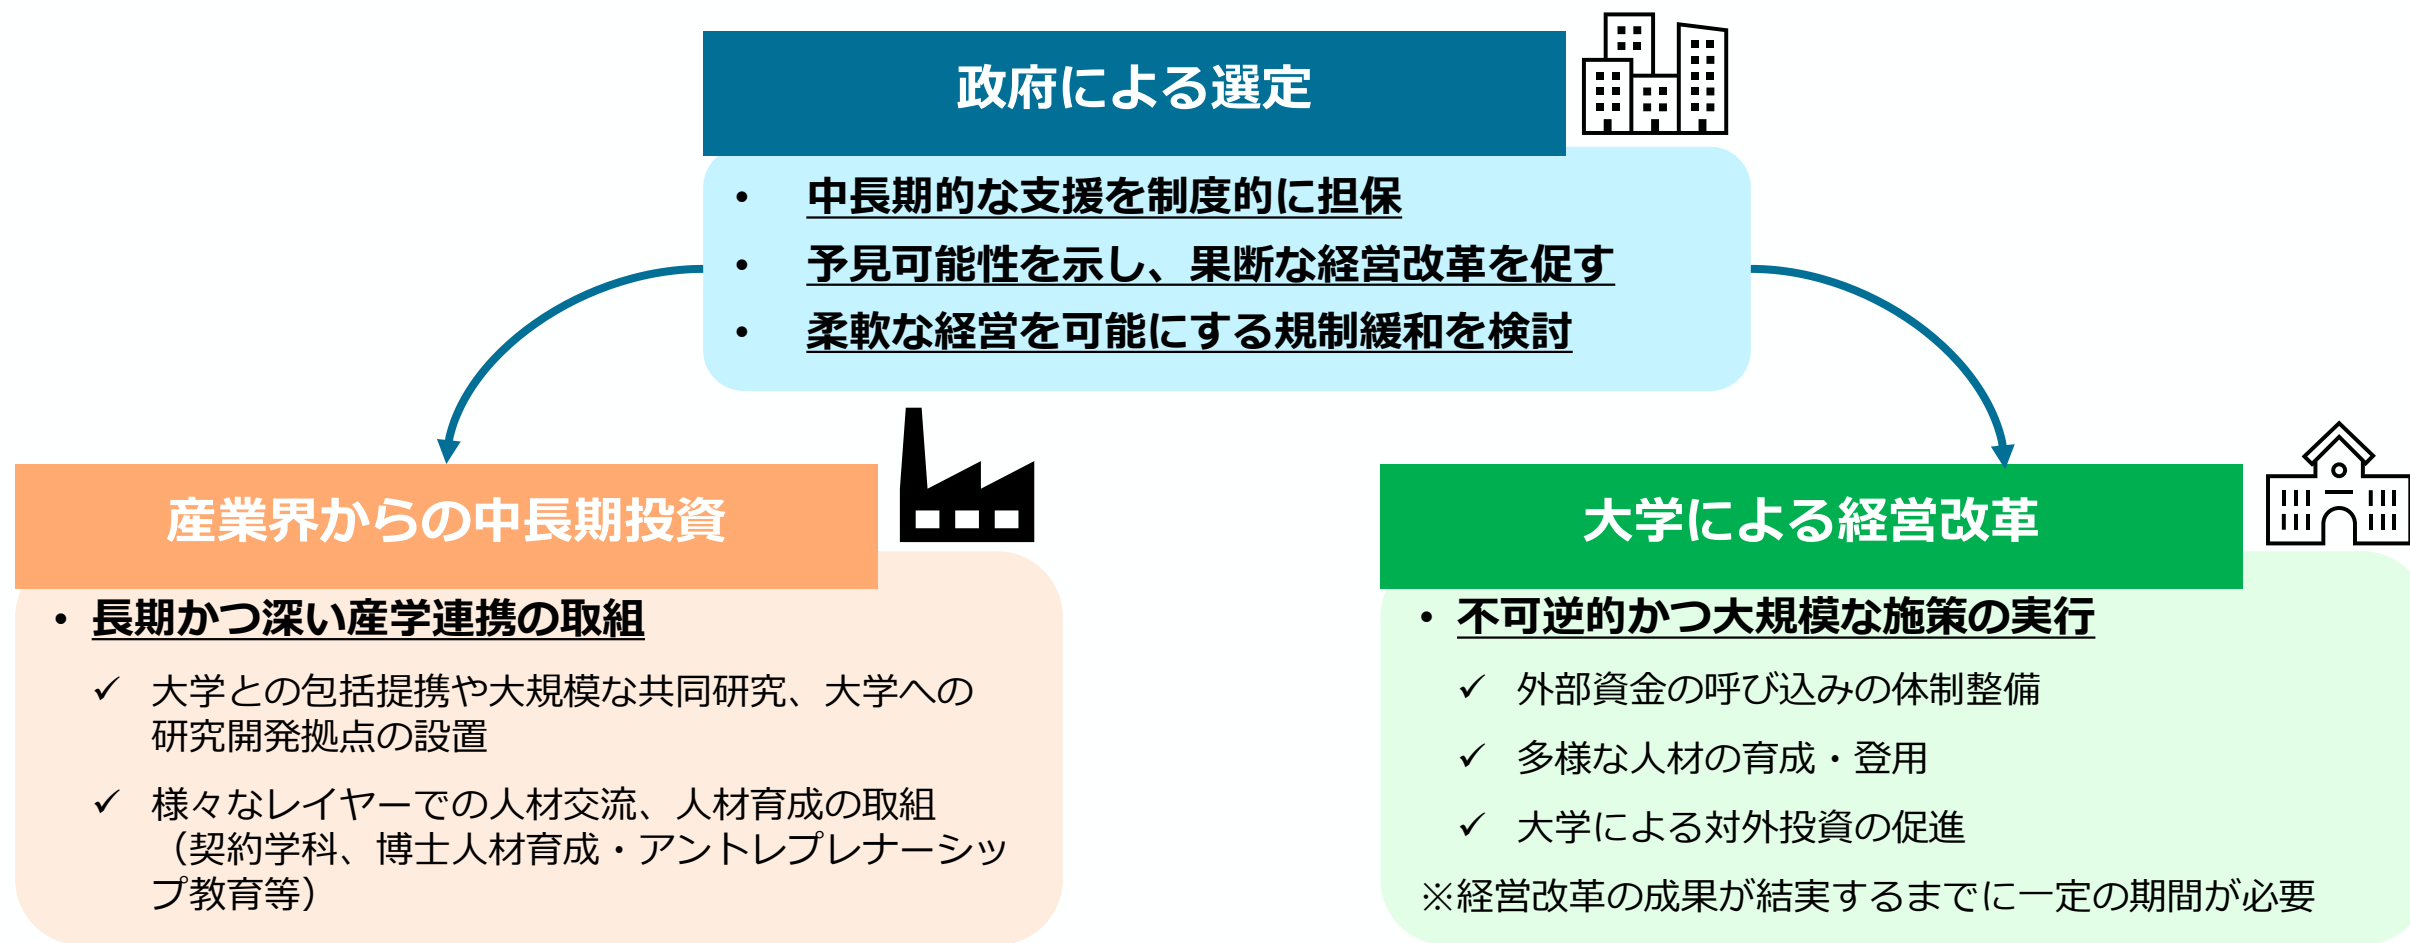 政府による選定
• 中長期的な支援を制度的に担保
• 予見可能性を示し、果断な経営改革を促す
• 柔軟な経営を可能にする規制緩和を検討
産業界からの中長期投資
• 長期かつ深い産学連携の取組
✓ 大学との包括提携や大規模な共同研究、大学への
研究開発拠点の設置
✓ 様々なレイヤーでの人材交流、人材育成の取組
（契約学科、博士人材育成・アントレプレナーシッ
プ教育等）
大学による経営改革
• 不可逆的かつ大規模な施策の実行
✓ 外部資金の呼び込みの体制整備
✓ 多様な人材の育成・登用
✓ 大学による対外投資の促進
※経営改革の成果が結実するまでに一定の期間が必要